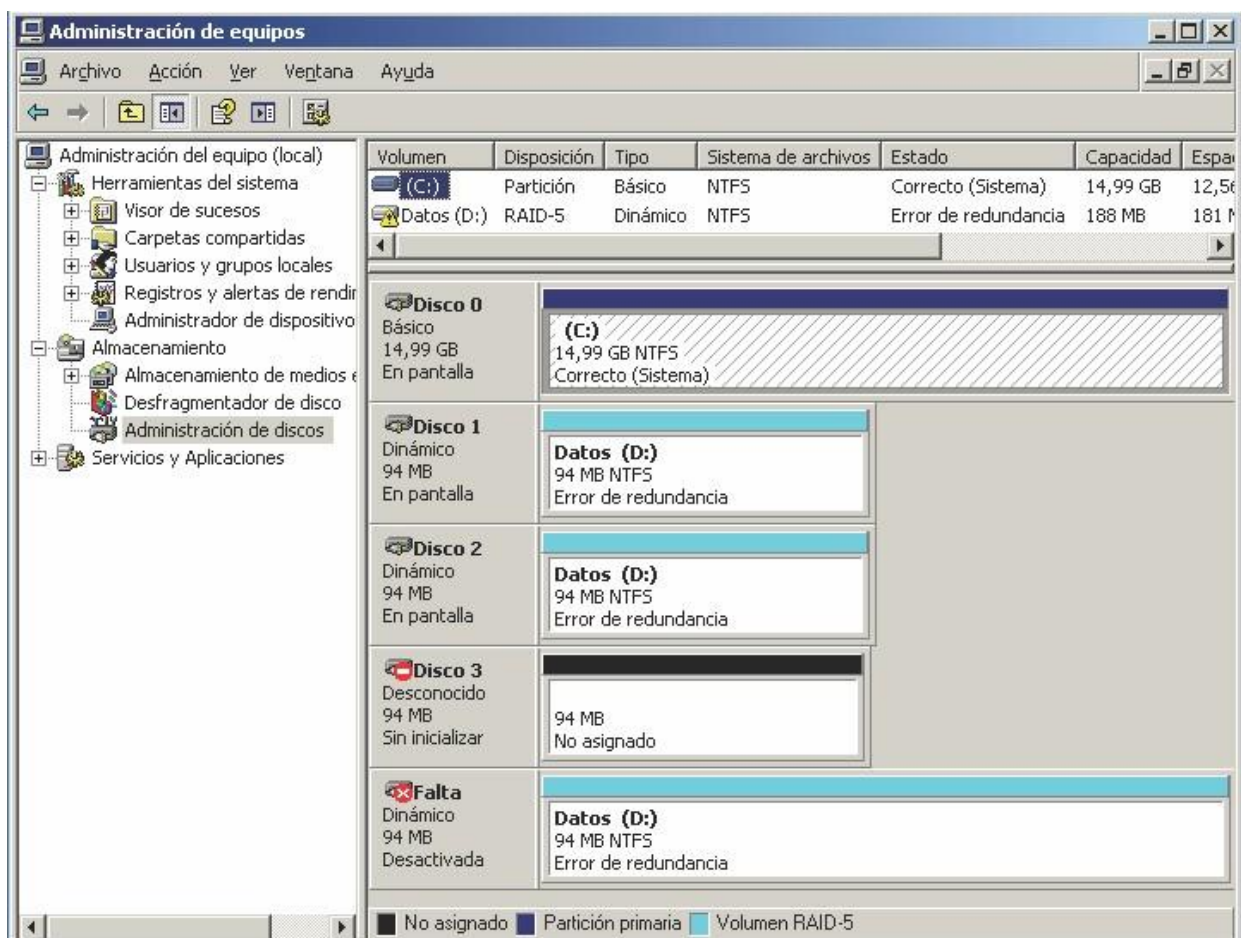 Administración de equipos
Archivo Acción Ver Ventana Ayuda
Administración del equipo (local)
Herramientas del sistema
Visor de sucesos
Carpetas compartidas
Usuarios y grupos locales
Registros y alertas de rendir
Administrador de dispositivo
Almacenamiento
Almacenamiento de medios e
Desfragmentador de disco
Administración de discos
Servicios y Aplicaciones
Volumen Disposición Tipo Sistema de archivos Estado Capacidad Espa
(C:) Partición Básico NTFS Correcto (Sistema) 14,99 GB 12,56
Datos (D:) RAID-5 Dinámico NTFS Error de redundancia 188 MB 181 M
Disco 0
Básico
14,99 GB
En pantalla
(C:)
14,99 GB NTFS
Correcto (Sistema)
Disco 1
Dinámico
94 MB
En pantalla
Datos (D:)
94 MB NTFS
Error de redundancia
Disco 2
Dinámico
94 MB
En pantalla
Datos (D:)
94 MB NTFS
Error de redundancia
Disco 3
Desconocido
94 MB
Sin inicializar
94 MB
No asignado
Falta
Dinámico
94 MB
Desactivada
Datos (D:)
94 MB NTFS
Error de redundancia
No asignado Partición primaria Volumen RAID-5